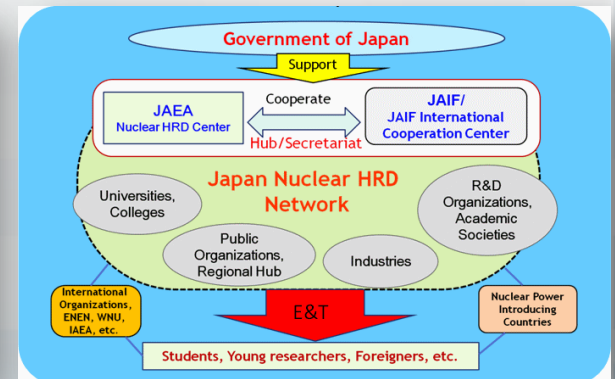 Government of Japan
Support
JAEA
Nuclear HRD Center
Cooperate
Hub/Secretariat
JAIF/
JAIF International
Cooperation Center
Japan Nuclear HRD
Network
Universities,
Colleges
Public
Organizations,
Regional Hub
Industries
R&D
Organizations,
Academic
Societies
International
Organizations,
ENEN, WNU,
IAEA, etc.
E&T
Nuclear Power
Introducing
Countries
Students, Young researchers, Foreigners, etc.